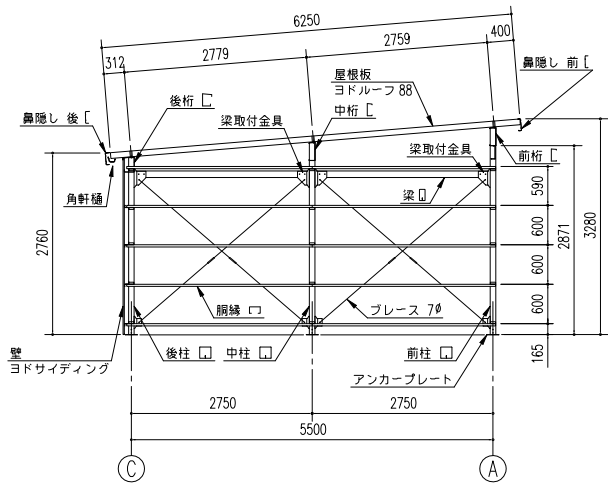 6250
312
2779
2759
400
屋根板
ヨドルーフ 88
鼻隠し 前
後桁
中桁
鼻隠し 後
梁取付金具
梁取付金具
前桁
角軒樋
梁
590
600
600
600
165
2760
2871
3280
胴縁
ブレース 7φ
壁
ヨドサイディング
後柱
中柱
前柱
アンカープレート
2750
2750
5500
C
A